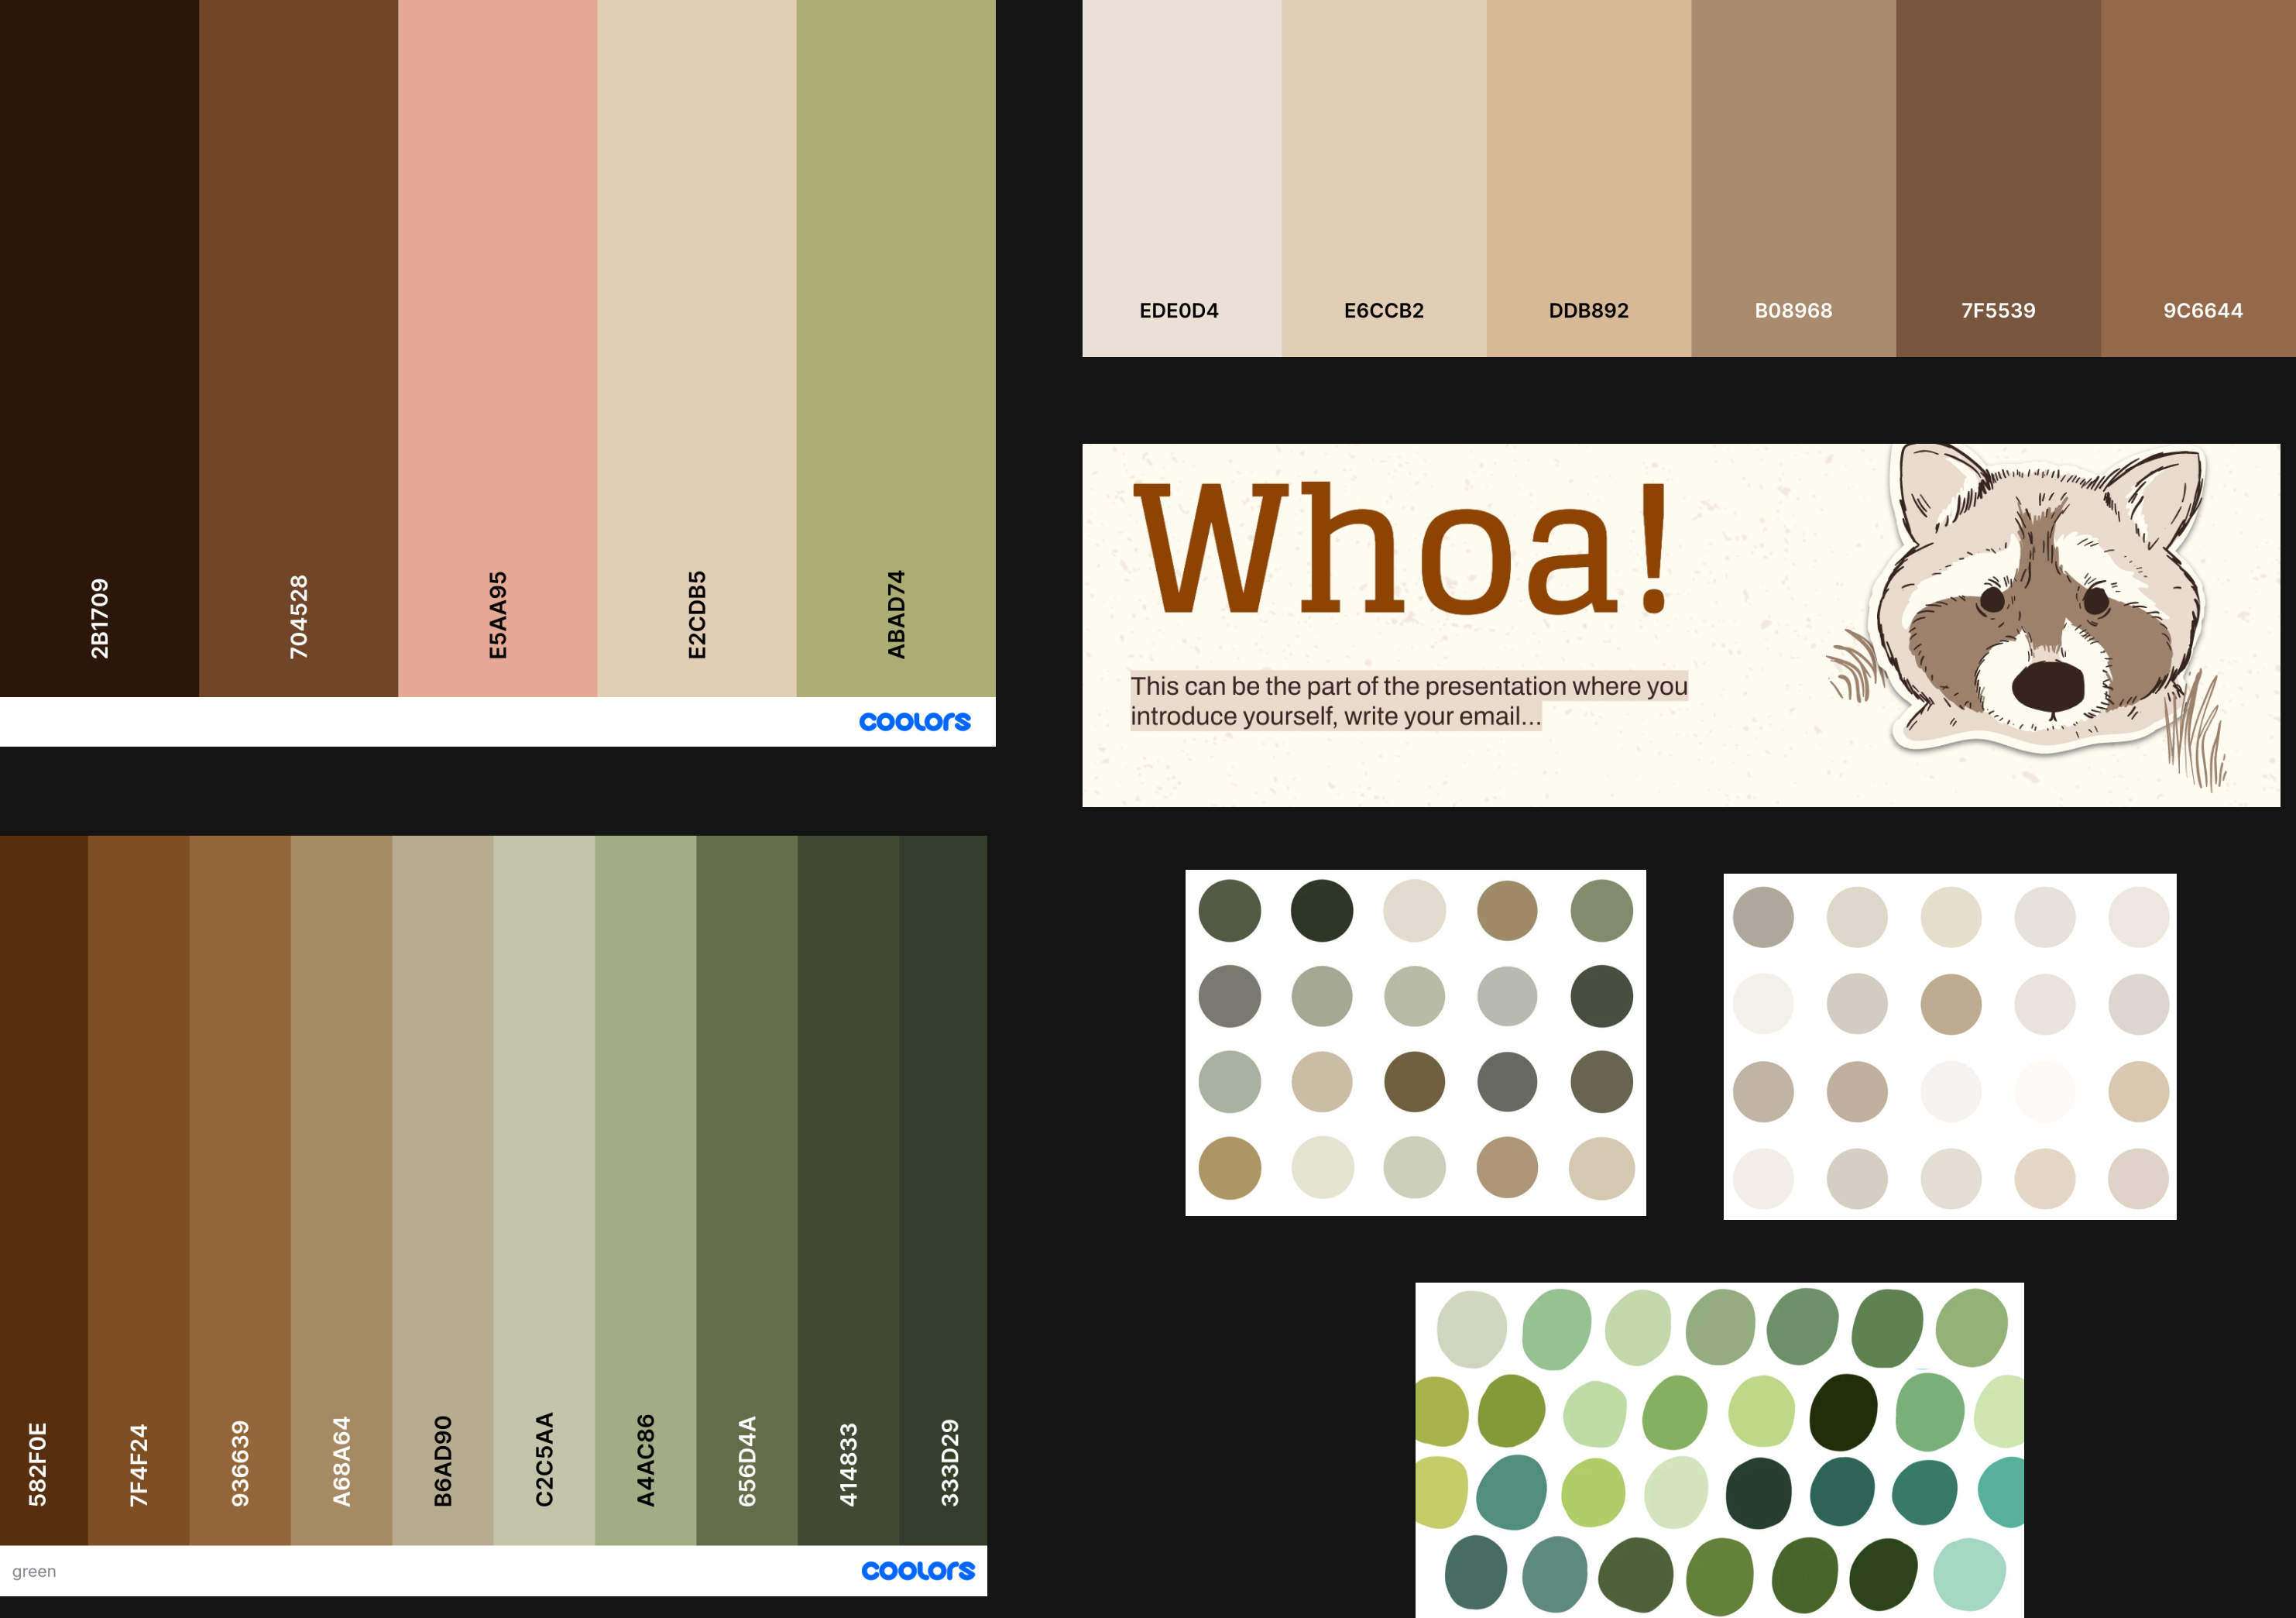 2B1709
704528
E5AA95
E2CDB5
ABAD74
coolors
EDE0D4
E6CCB2
DDB892
B08968
7F5539
9C6644
Whoa!
This can be the part of the presentation where you
introduce yourself, write your email...
582F0E
7F4F24
936639
A68A64
B6AD90
C2C5AA
A4AC86
656D4A
414833
333D29
green
coolors